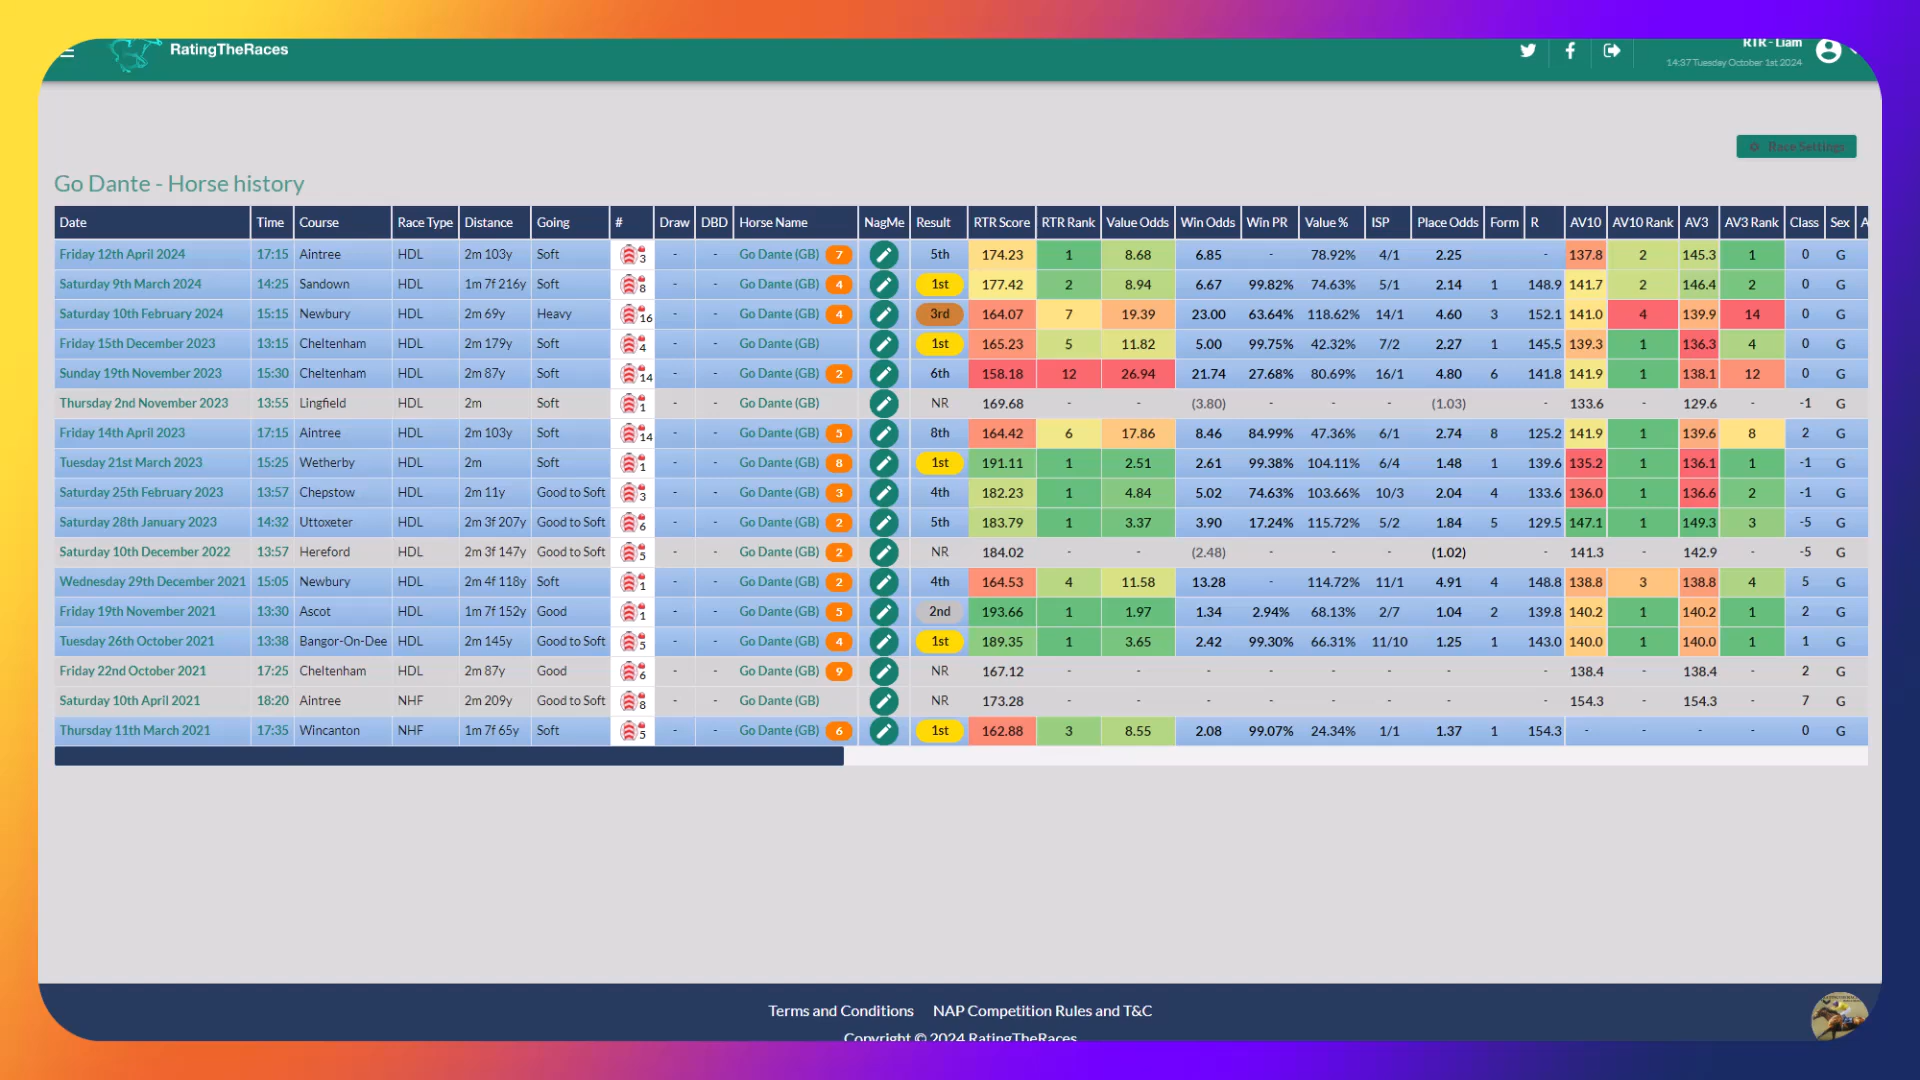 RatingTheRaces
RTR - Liam
14:37 Tuesday October 1st 2024
Race Settings
Go Dante - Horse history
Date Time Course Race Type Distance Going # Draw DBD Horse Name NagMe Result RTR Score RTR Rank Value Odds Win Odds Win PR Value % ISP Place Odds Form R AV10 AV10 Rank AV3 AV3 Rank Class Sex A
Friday 12th April 2024 17:15 Aintree HDL 2m 103y Soft 3 - - Go Dante (GB) 7 5th 174.23 1 8.68 6.85 - 78.92% 4/1 2.25 - 137.8 2 145.3 1 0 G
Saturday 9th March 2024 14:25 Sandown HDL 1m 7f 216y Soft 8 - - Go Dante (GB) 4 1st 177.42 2 8.94 6.67 99.82% 74.63% 5/1 2.14 1 148.9 141.7 2 146.4 2 0 G
Saturday 10th February 2024 15:15 Newbury HDL 2m 69y Heavy 16 - - Go Dante (GB) 4 3rd 164.07 7 19.39 23.00 63.64% 118.62% 14/1 4.60 3 152.1 141.0 4 139.9 14 0 G
Friday 15th December 2023 13:15 Cheltenham HDL 2m 179y Soft 4 - - Go Dante (GB) 1st 165.23 5 11.82 5.00 99.75% 42.32% 7/2 2.27 1 145.5 139.3 1 136.3 4 0 G
Sunday 19th November 2023 15:30 Cheltenham HDL 2m 87y Soft 14 - - Go Dante (GB) 2 6th 158.18 12 26.94 21.74 27.68% 80.69% 16/1 4.80 6 141.8 141.9 1 138.1 12 0 G
Thursday 2nd November 2023 13:55 Lingfield HDL 2m Soft 1 - - Go Dante (GB) NR 169.68 - - (3.80) - - - (1.03) - 133.6 - 129.6 - -1 G
Friday 14th April 2023 17:15 Aintree HDL 2m 103y Soft 14 - - Go Dante (GB) 5 8th 164.42 6 17.86 8.46 84.99% 47.36% 6/1 2.74 8 125.2 141.9 1 139.6 8 2 G
Tuesday 21st March 2023 15:25 Wetherby HDL 2m Soft 1 - - Go Dante (GB) 8 1st 191.11 1 2.51 2.61 99.38% 104.11% 6/4 1.48 1 139.6 135.2 1 136.1 1 -1 G
Saturday 25th February 2023 13:57 Chepstow HDL 2m 11y Good to Soft 3 - - Go Dante (GB) 3 4th 182.23 1 4.84 5.02 74.63% 103.66% 10/3 2.04 4 133.6 136.0 1 136.6 2 -1 G
Saturday 28th January 2023 14:32 Uttoxeter HDL 2m 3f 207y Good to Soft 6 - - Go Dante (GB) 2 5th 183.79 1 3.37 3.90 17.24% 115.72% 5/2 1.84 5 129.5 147.1 1 149.3 3 -5 G
Saturday 10th December 2022 13:57 Hereford HDL 2m 3f 147y Good to Soft 5 - - Go Dante (GB) 2 NR 184.02 - - (2.48) - - - (1.02) - 141.3 - 142.9 - -5 G
Wednesday 29th December 2021 15:05 Newbury HDL 2m 4f 118y Soft 1 - - Go Dante (GB) 2 4th 164.53 4 11.58 13.28 - 114.72% 11/1 4.91 4 148.8 138.8 3 138.8 4 5 G
Friday 19th November 2021 13:30 Ascot HDL 1m 7f 152y Good 1 - - Go Dante (GB) 5 2nd 193.66 1 1.97 1.34 2.94% 68.13% 2/7 1.04 2 139.8 140.2 1 140.2 1 2 G
Tuesday 26th October 2021 13:38 Bangor-On-Dee HDL 2m 145y Good to Soft 5 - - Go Dante (GB) 4 1st 189.35 1 3.65 2.42 99.30% 66.31% 11/10 1.25 1 143.0 140.0 1 140.0 1 1 G
Friday 22nd October 2021 17:25 Cheltenham HDL 2m 87y Good 6 - - Go Dante (GB) 9 NR 167.12 - - - - - - - - 138.4 - 138.4 - 2 G
Saturday 10th April 2021 18:20 Aintree NHF 2m 209y Good to Soft 8 - - Go Dante (GB) NR 173.28 - - - - - - - - 154.3 - 154.3 - 7 G
Thursday 11th March 2021 17:35 Wincanton NHF 1m 7f 65y Soft 5 - - Go Dante (GB) 6 1st 162.88 3 8.55 2.08 99.07% 24.34% 1/1 1.37 1 154.3 - - - - 0 G
Terms and Conditions NAP Competition Rules and T&C
Copyright © 2024 RatingTheRaces